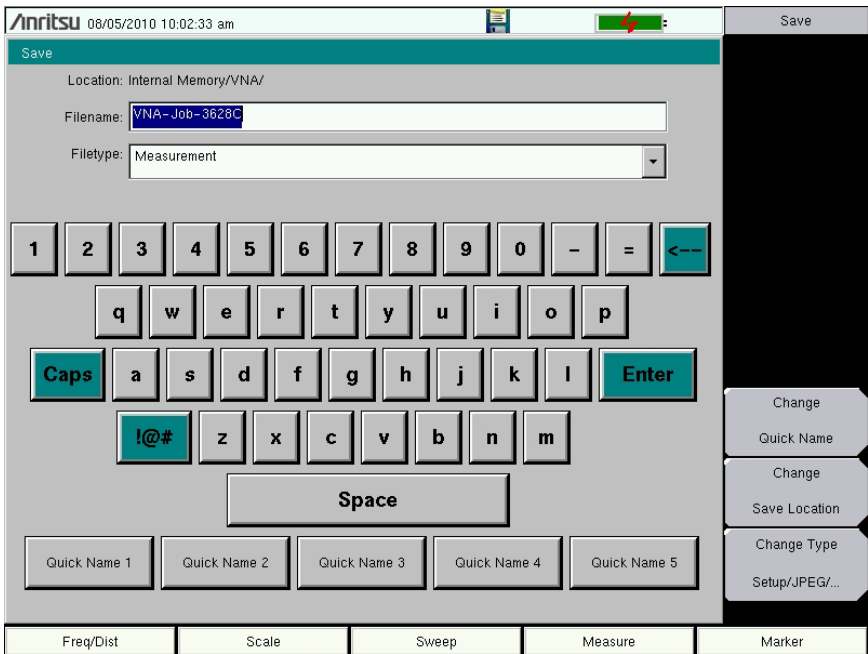 Anritsu 08/05/2010 10:02:33 am
Save
Save
Location: Internal Memory/VNA/
Filename: VNA-Job-3628C
Filetype: Measurement
1 2 3 4 5 6 7 8 9 0 - = <--
q w e r t y u i o p
Caps a s d f g h j k l Enter
!@# z x c v b n m
Space
Quick Name 1 Quick Name 2 Quick Name 3 Quick Name 4 Quick Name 5
Change
Quick Name
Change
Save Location
Change Type
Setup/JPEG/...
Freq/Dist Scale Sweep Measure Marker